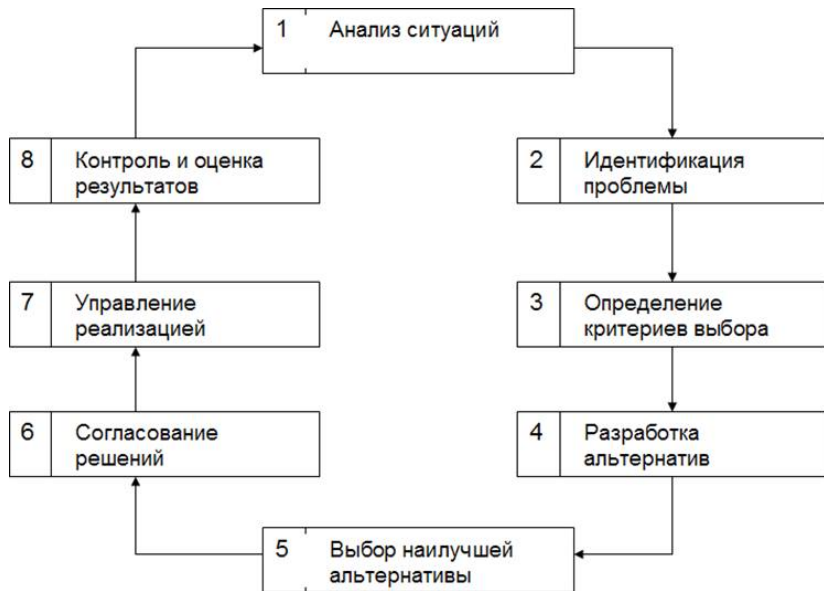 1 Анализ ситуаций
2 Идентификация
проблемы
3 Определение
критериев выбора
4 Разработка
альтернатив
5 Выбор наилучшей
альтернативы
6 Согласование
решений
7 Управление
реализацией
8 Контроль и оценка
результатов